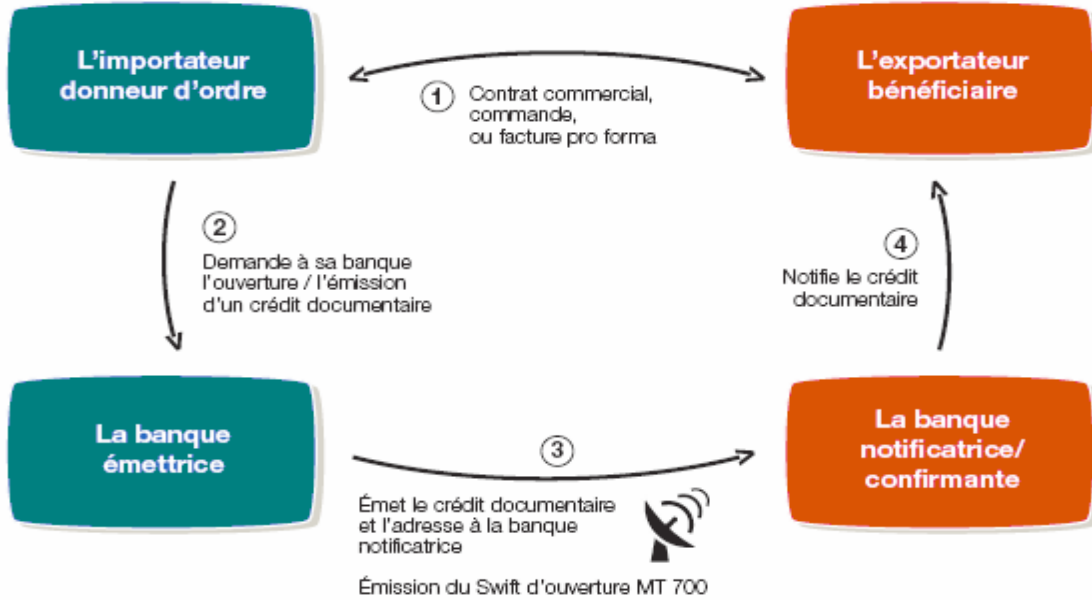 L'importateur
donneur d'ordre
L'exportateur
bénéficiaire
1 Contrat commercial,
commande,
ou facture pro forma
2
Demande à sa banque
l'ouverture / l'émission
d'un crédit documentaire
4
Notifie le crédit
documentaire
La banque
émettrice
3
Émet le crédit documentaire
et l'adresse à la banque
notificatrice
Émission du Swift d'ouverture MT 700
La banque
notificatrice/
confirmante